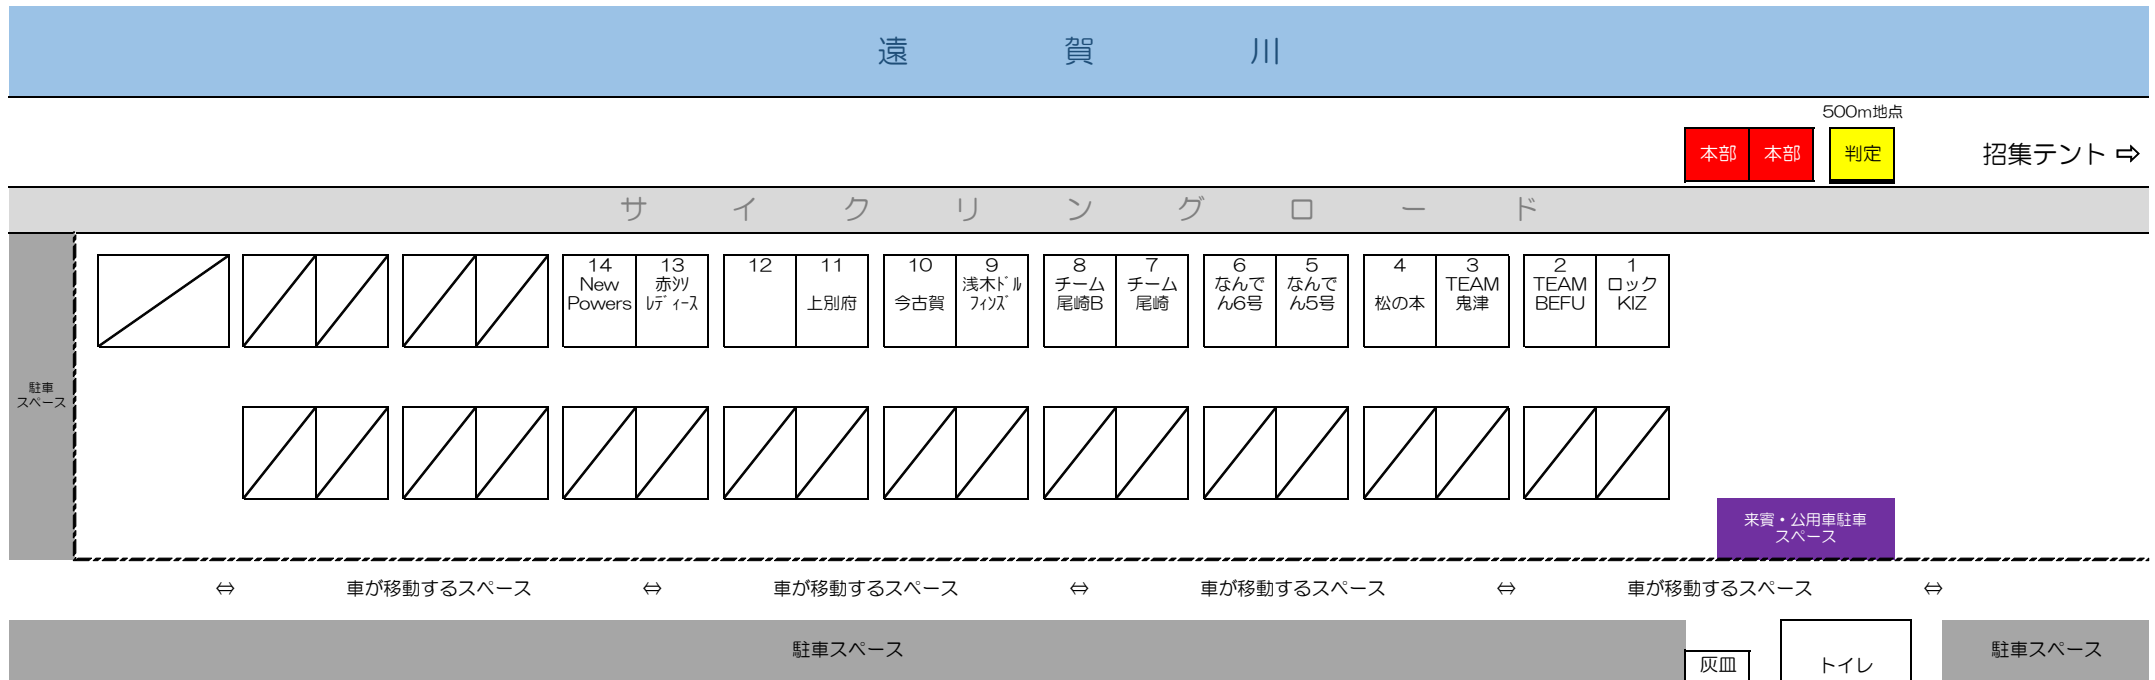 遠 賀 川
500m地点
本部 本部 判定 招集テント ⇨
サイクリングロード
14 New Powers
13 赤ｼｿﾘ ﾚﾃﾞｨｰｽ
12
11 上別府
10 今古賀
9 浅木ﾄﾞﾙﾌｨﾝｽﾞ
8 チーム尾崎B
7 チーム尾崎
6 なんでん6号
5 なんでん5号
4 松の本
3 TEAM 鬼津
2 TEAM BEFU
1 ロックKIZ
駐車
スペース
来賓・公用車駐車
スペース
⇔ 車が移動するスペース ⇔ 車が移動するスペース ⇔ 車が移動するスペース ⇔ 車が移動するスペース ⇔
駐車スペース
灰皿
トイレ
駐車スペース